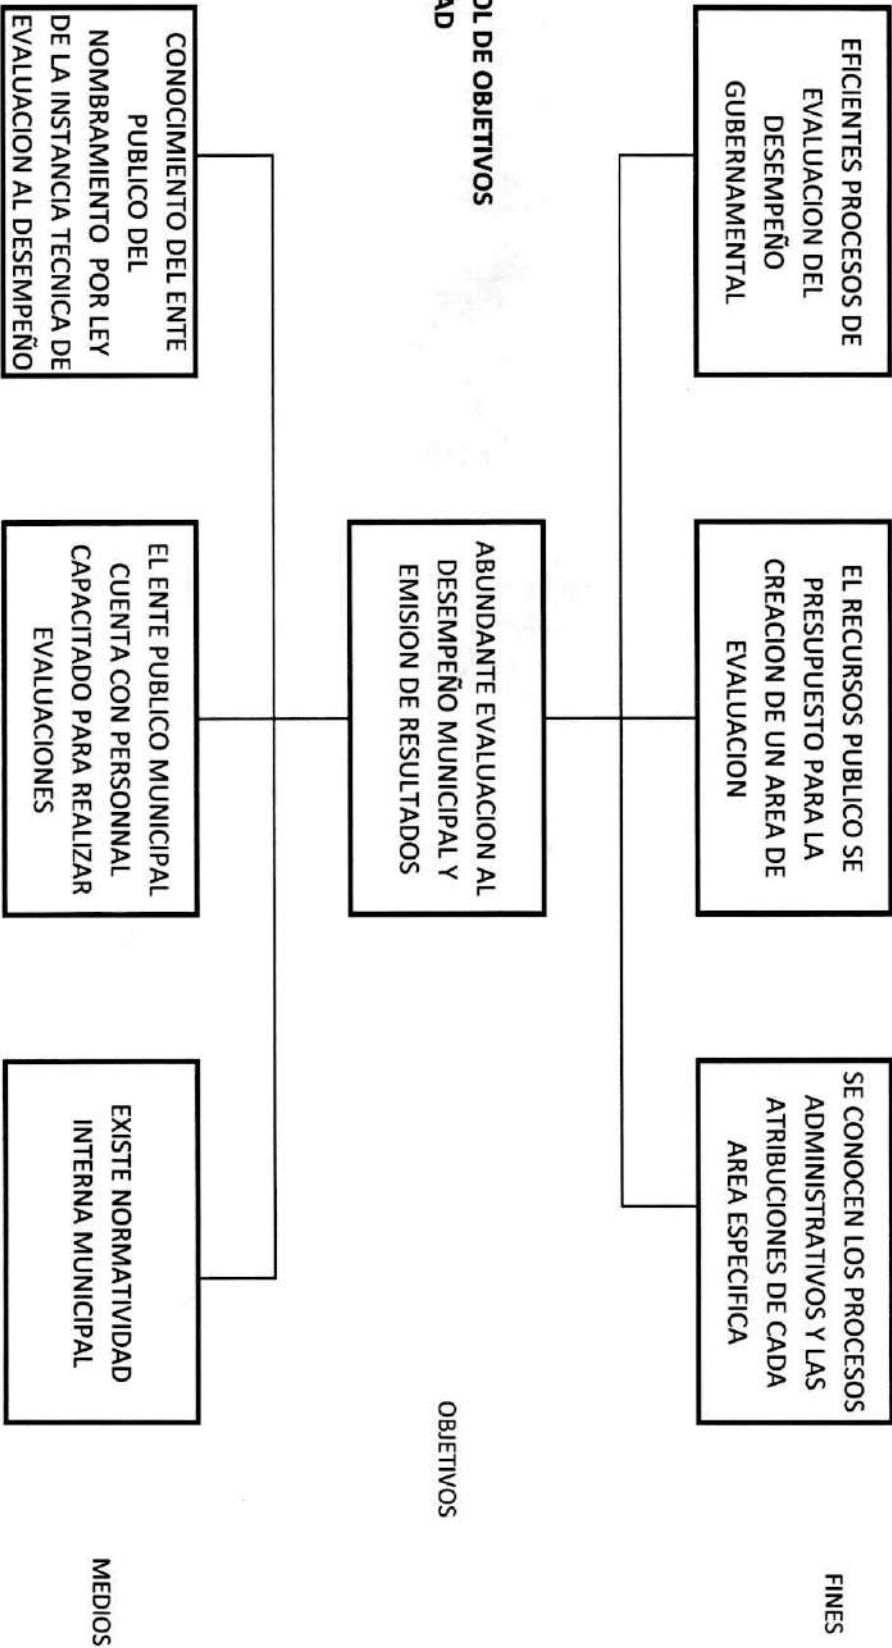 EFICIENTES PROCESOS DE
EVALUACION DEL
DESEMPEÑO
GUBERNAMENTAL
EL RECURSOS PUBLICO SE
PRESUPUESTO PARA LA
CREACION DE UN AREA DE
EVALUACION
SE CONOCEN LOS PROCESOS
ADMINISTRATIVOS Y LAS
ATRIBUCIONES DE CADA
AREA ESPECIFICA
FINES
DE OBJETIVOS
ABUNDANTE EVALUACION AL
DESEMPEÑO MUNICIPAL Y
EMISION DE RESULTADOS
OBJETIVOS
CONOCIMIENTO DEL ENTE
PUBLICO DEL
NOMBRAMIENTO POR LEY
DE LA INSTANCIA TECNICA DE
EVALUACION AL DESEMPEÑO
EL ENTE PUBLICO MUNICIPAL
CUENTA CON PERSONNAL
CAPACITADO PARA REALIZAR
EVALUACIONES
EXISTE NORMATIVIDAD
INTERNA MUNICIPAL
MEDIOS